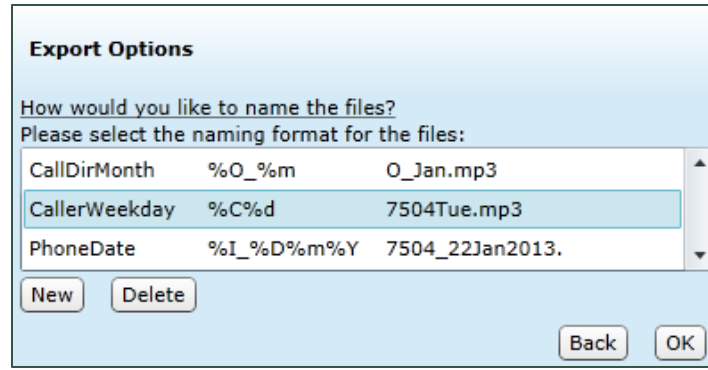 Export Options
How would you like to name the files?
Please select the naming format for the files:
CallDirMonth %O_%m O_Jan.mp3
CallerWeekday %C%d 7504Tue.mp3
PhoneDate %I_%D%m%Y 7504_22Jan2013.
New Delete
Back OK